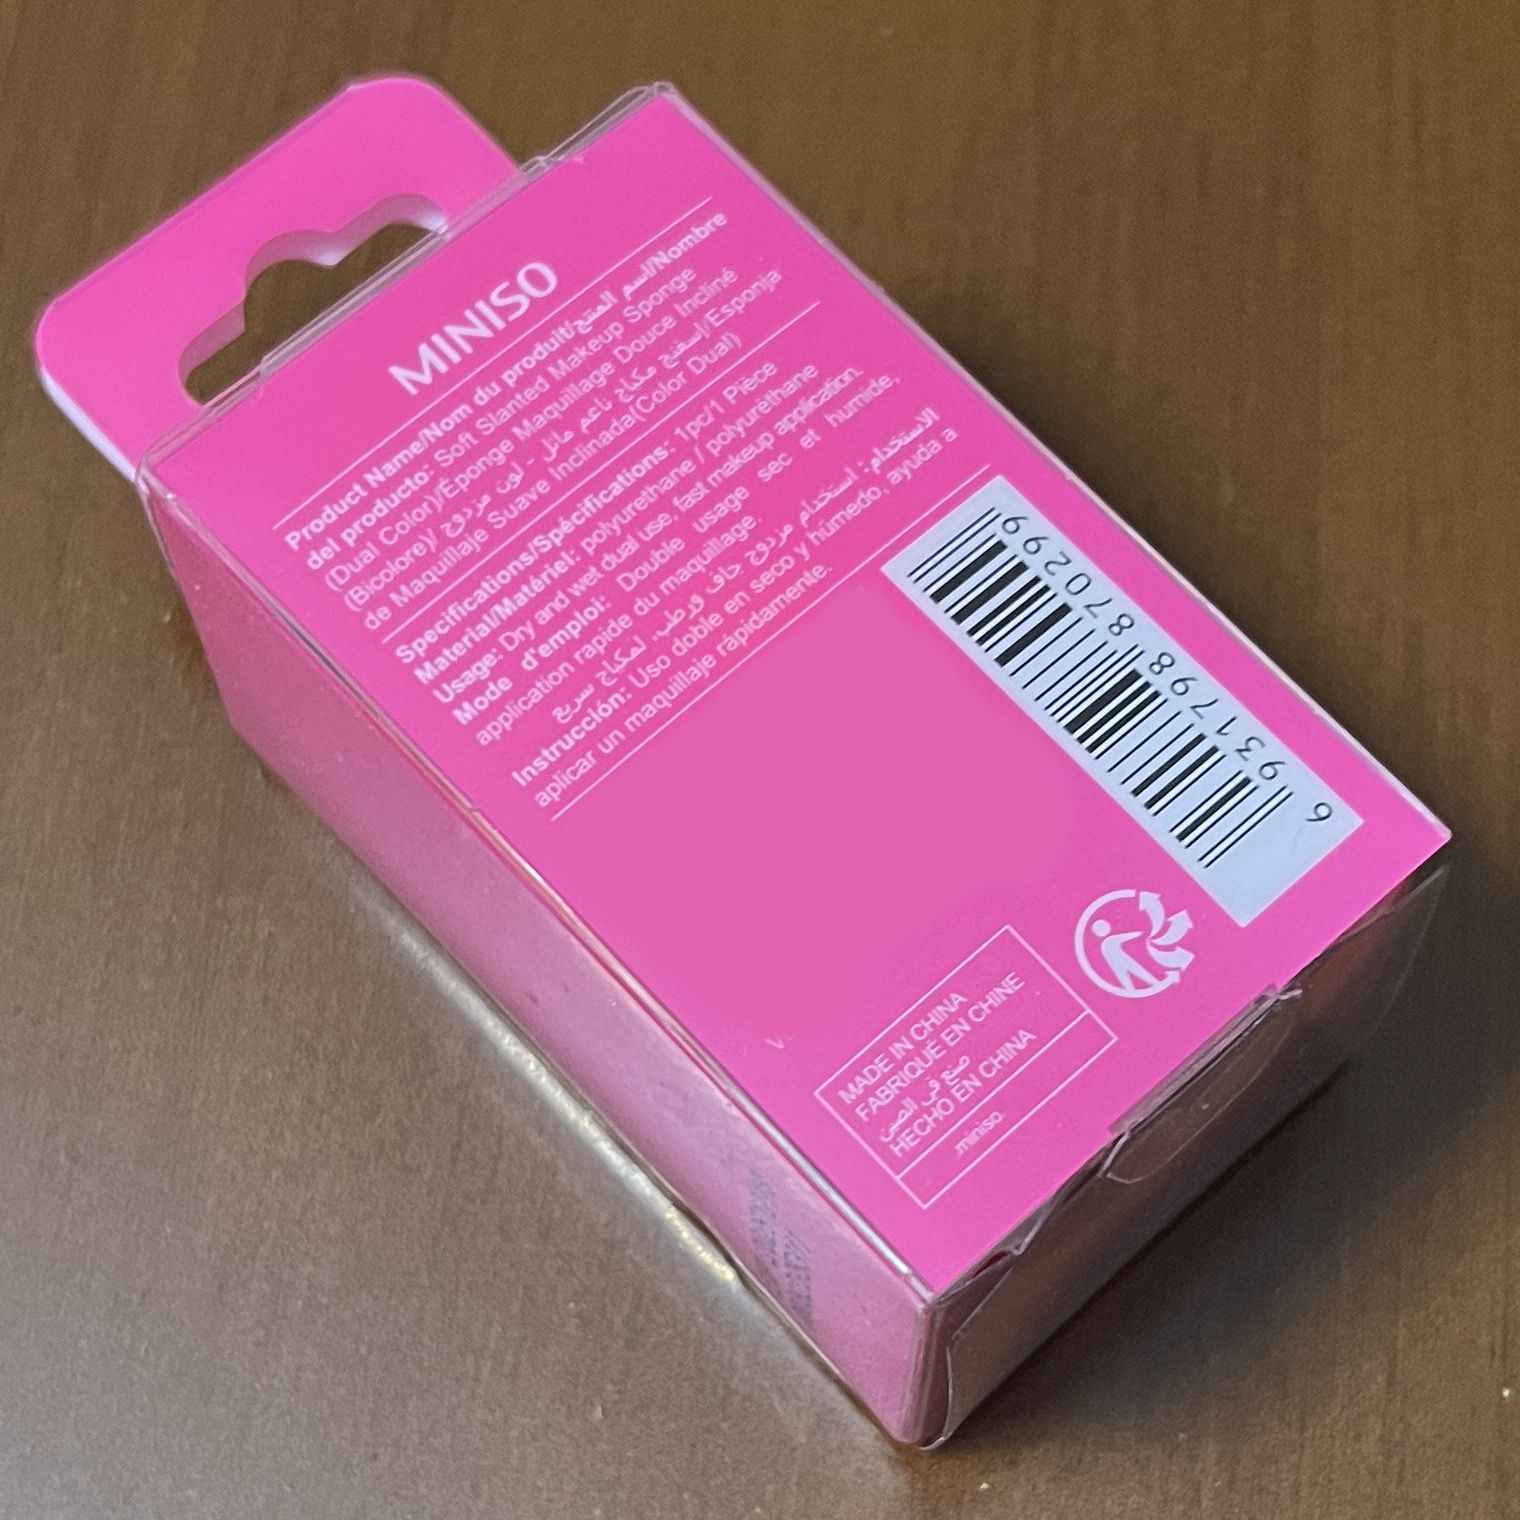 MINISO
Product Name/Nom du produit/اسم المنتج/Nombre
del producto: Soft Slanted Makeup Sponge
(Dual Color)/Éponge Maquillage Douce Incliné
(Bicolore)/ إسفنج مكياج ناعم مائل - لون مزدوج/Esponja
de Maquillaje Suave Inclinada(Color Dual)
Specifications/Spécifications: 1pc/1 Pièce
Material/Matériel: polyurethane / polyuréthane
Usage: Dry and wet dual use, fast makeup application.
Mode d'emploi: Double usage sec et humide,
application rapide du maquillage.
الاستخدام: استخدام مزدوج جاف ورطب، لمكياج سريع
Instrucción: Uso doble en seco y húmedo, ayuda a
aplicar un maquillaje rápidamente.
6 931798 870299
MADE IN CHINA
FABRIQUÉ EN CHINE
صنع في الصين
HECHO EN CHINA
miniso